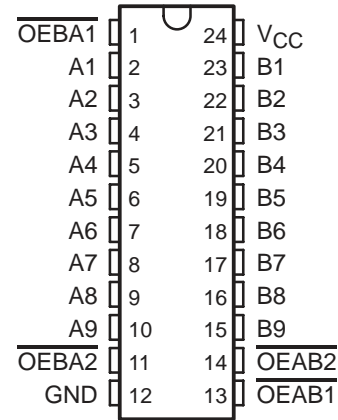 OEBA1 1 24 VCC
A1 2 23 B1
A2 3 22 B2
A3 4 21 B3
A4 5 20 B4
A5 6 19 B5
A6 7 18 B6
A7 8 17 B7
A8 9 16 B8
A9 10 15 B9
OEBA2 11 14 OEAB2
GND 12 13 OEAB1